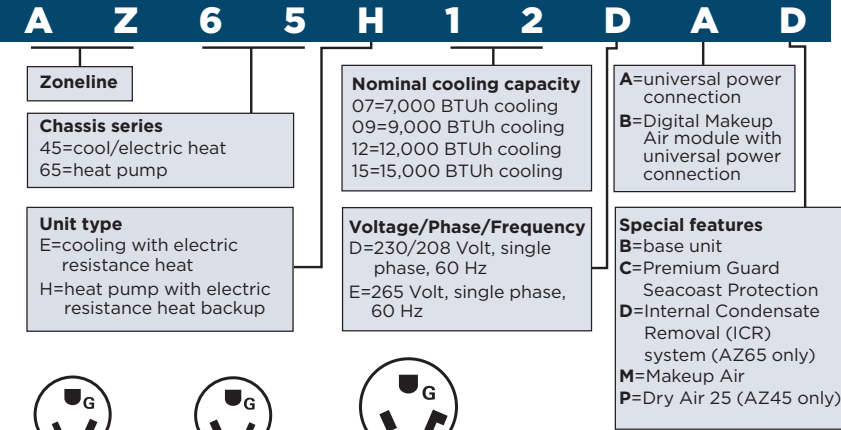 A Z 6 5 H 1 2 D A D
Zoneline
Chassis series
45=cool/electric heat
65=heat pump
Unit type
E=cooling with electric
resistance heat
H=heat pump with electric
resistance heat backup
Nominal cooling capacity
07=7,000 BTUh cooling
09=9,000 BTUh cooling
12=12,000 BTUh cooling
15=15,000 BTUh cooling
Voltage/Phase/Frequency
D=230/208 Volt, single
phase, 60 Hz
E=265 Volt, single phase,
60 Hz
A=universal power
connection
B=Digital Makeup
Air module with
universal power
connection
Special features
B=base unit
C=Premium Guard
Seacoast Protection
D=Internal Condensate
Removal (ICR)
system (AZ65 only)
M=Makeup Air
P=Dry Air 25 (AZ45 only)
G
G
G